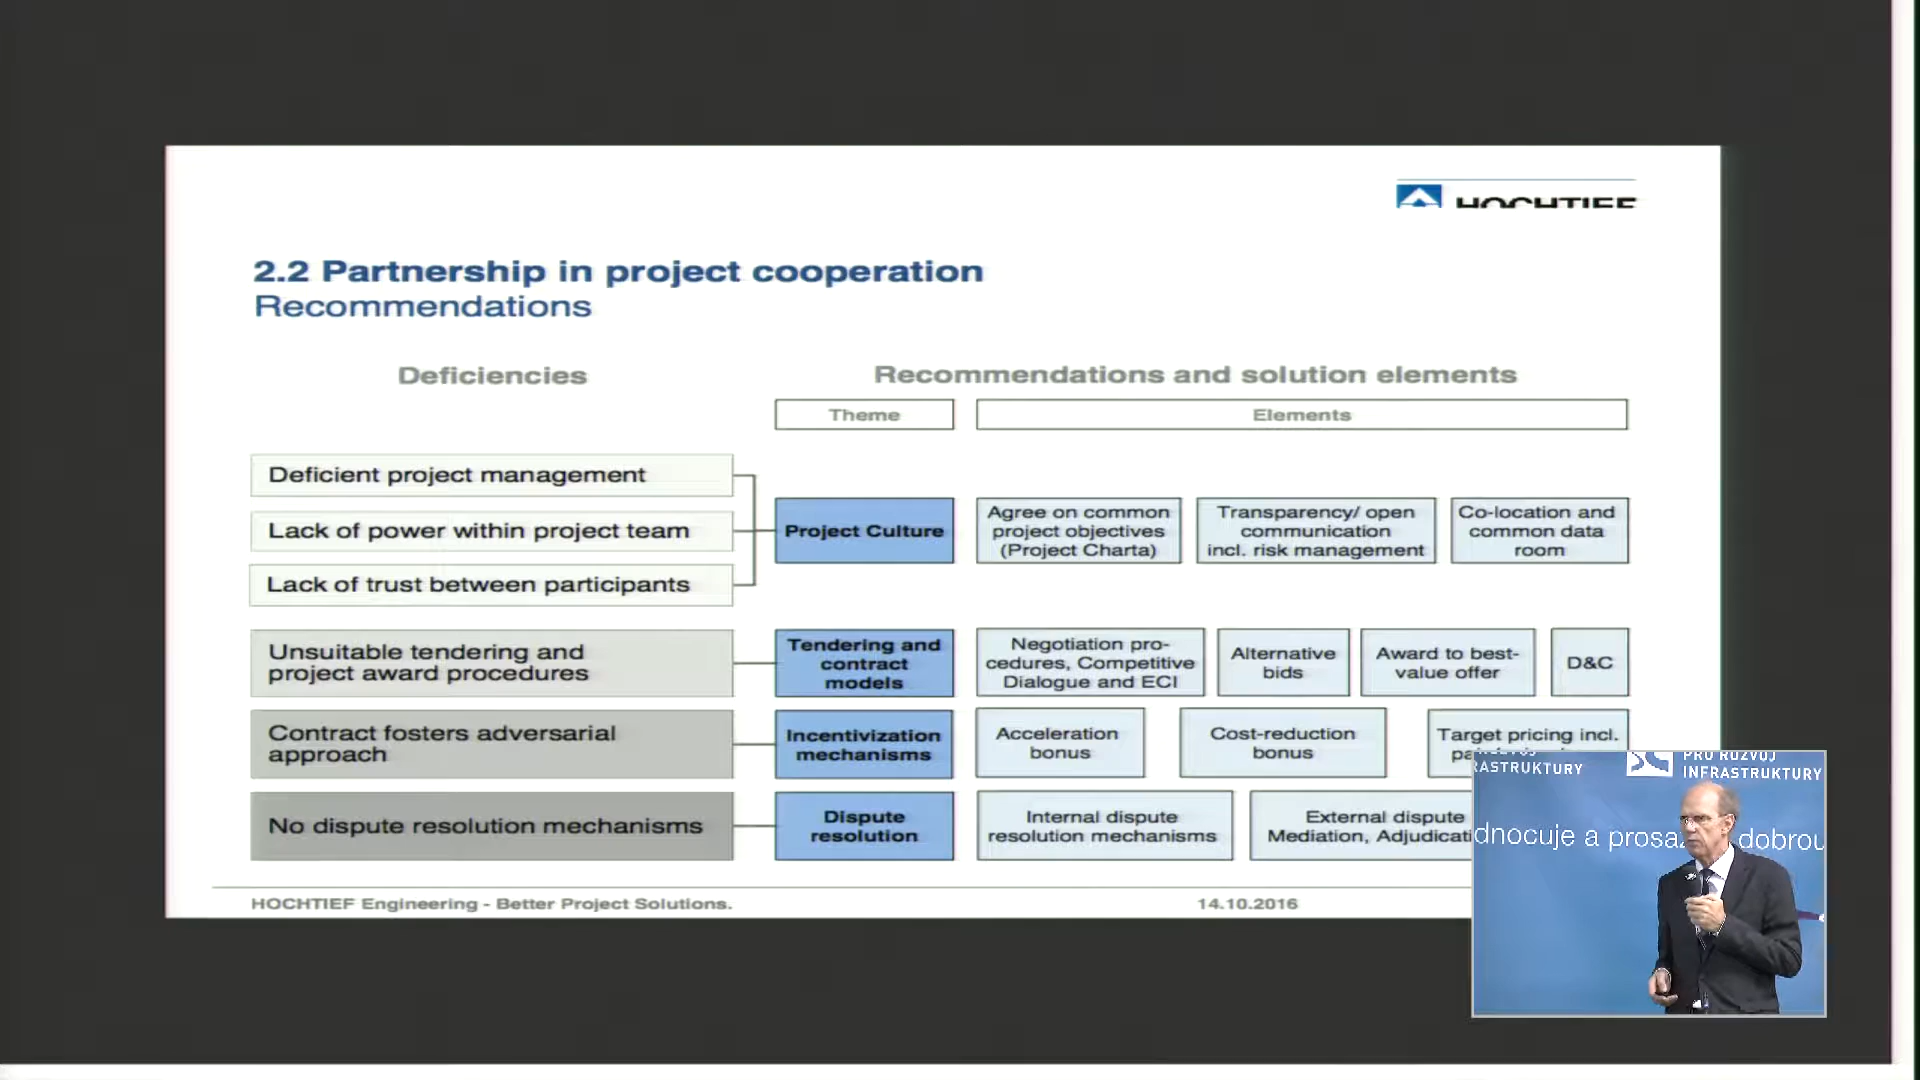 HOCHTIEF
2.2 Partnership in project cooperation
Recommendations
Deficiencies
Recommendations and solution elements
Theme
Elements
Deficient project management
Lack of power within project team
Lack of trust between participants
Project Culture
Agree on common
project objectives
(Project Charta)
Transparency/ open
communication
incl. risk management
Co-location and
common data
room
Unsuitable tendering and
project award procedures
Tendering and
contract
models
Negotiation pro-
cedures, Competitive
Dialogue and ECI
Alternative
bids
Award to best-
value offer
D&C
Contract fosters adversarial
approach
Incentivization
mechanisms
Acceleration
bonus
Cost-reduction
bonus
Target pricing incl.
No dispute resolution mechanisms
Dispute
resolution
Internal dispute
resolution mechanisms
External dispute
Mediation,
HOCHTIEF Engineering - Better Project Solutions.
14.10.2016
PRO ROZVOJ
INFRASTRUKTURY
RASTRUKTURY
dnocuje a
dobrou